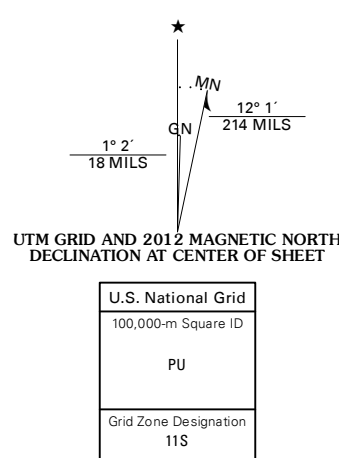 ★
MN
GN
12° 1´
214 MILS
1° 2´
18 MILS
UTM GRID AND 2012 MAGNETIC NORTH
DECLINATION AT CENTER OF SHEET
U.S. National Grid
100,000-m Square ID
PU
Grid Zone Designation
11S